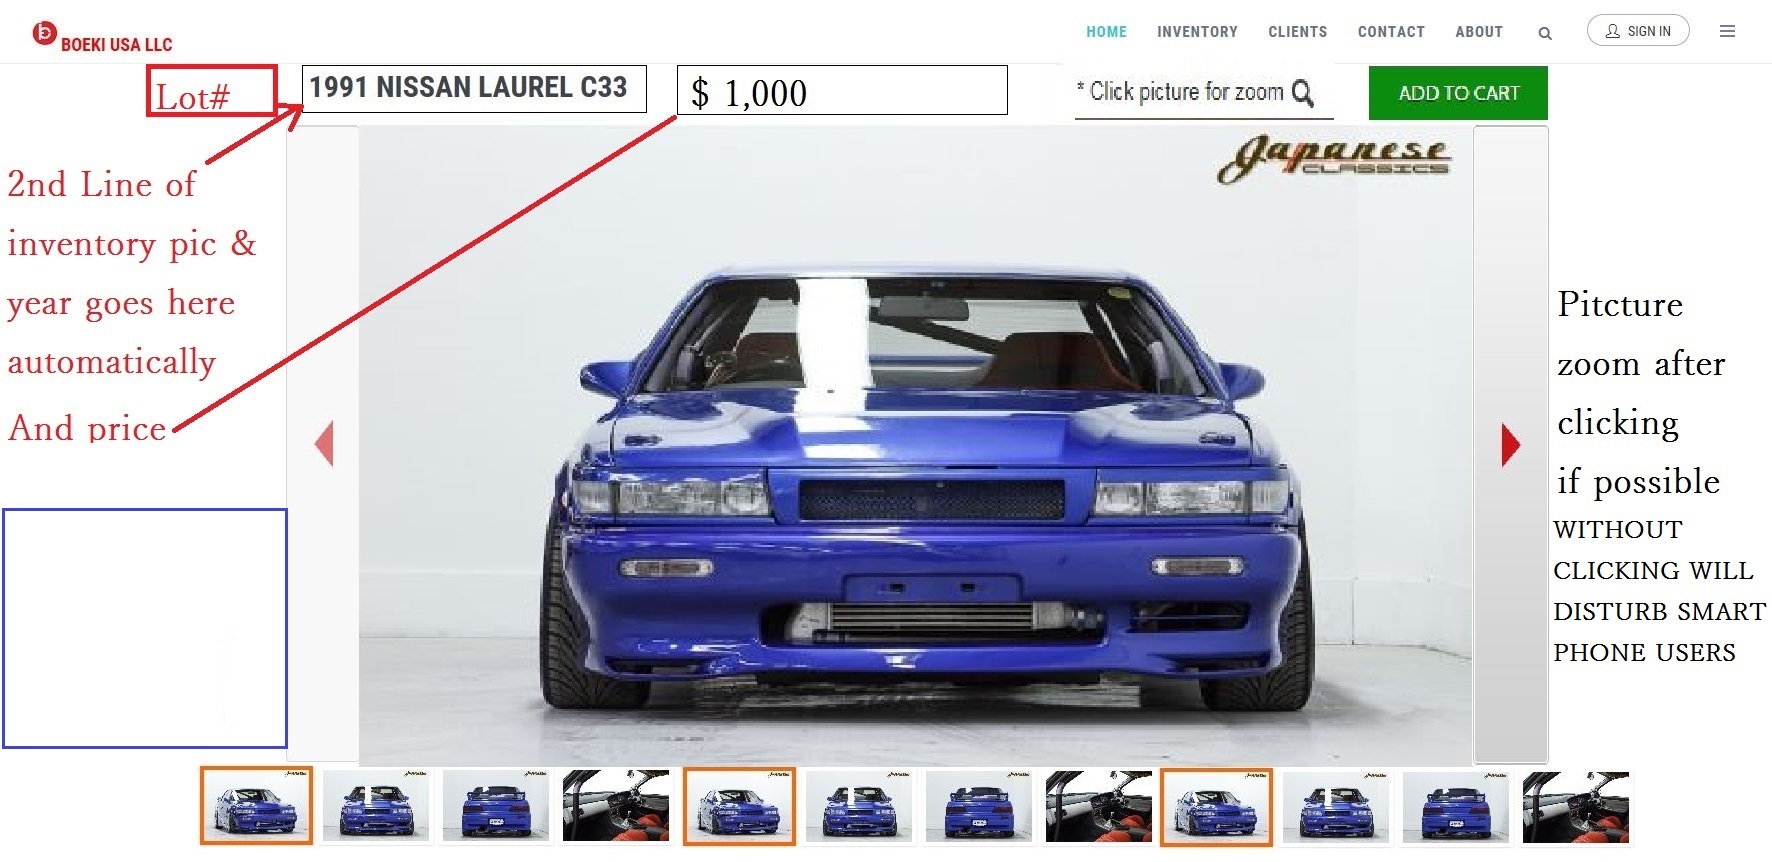 BOEKI USA LLC
HOME INVENTORY CLIENTS CONTACT ABOUT SIGN IN
Lot#
1991 NISSAN LAUREL C33
$ 1,000
* Click picture for zoom
ADD TO CART
Japanese
CLASSICS
2nd Line of
inventory pic &
year goes here
automatically
And price
Pitcture
zoom after
clicking
if possible
WITHOUT
CLICKING WILL
DISTURB SMART
PHONE USERS